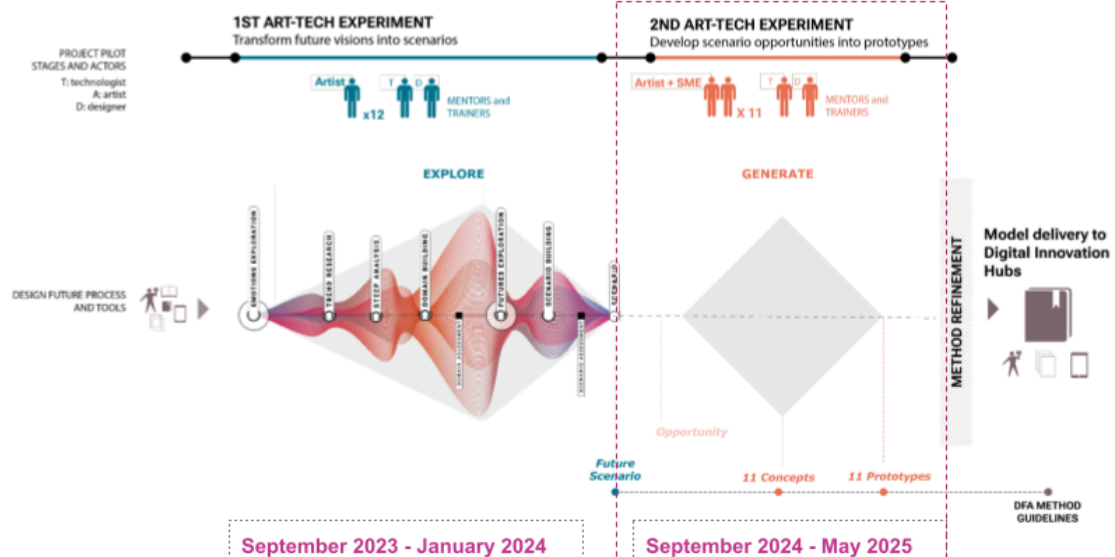 1ST ART-TECH EXPERIMENT
Transform future visions into scenarios
2ND ART-TECH EXPERIMENT
Develop scenario opportunities into prototypes
PROJECT PILOT
STAGES AND ACTORS
T: technologist
A: artist
D: designer
Artist
T
D
x12
MENTORS and
TRAINERS
Artist + SME
T
D
X 11
MENTORS and
TRAINERS
EXPLORE
GENERATE
EMOTIONS EXPLORATION
TREND RESEARCH
STEEP ANALYSIS
DOMAIN BUILDING
DOMAIN ASSESSMENT
FUTURES EXPLORATION
SCENARIO BUILDING
SCENARIO ASSESSMENT
SCENARIO
DESIGN FUTURE PROCESS
AND TOOLS
METHOD REFINEMENT
Model delivery to
Digital Innovation
Hubs
Opportunity
Future
Scenario
11 Concepts
11 Prototypes
DFA METHOD
GUIDELINES
September 2023 - January 2024
September 2024 - May 2025